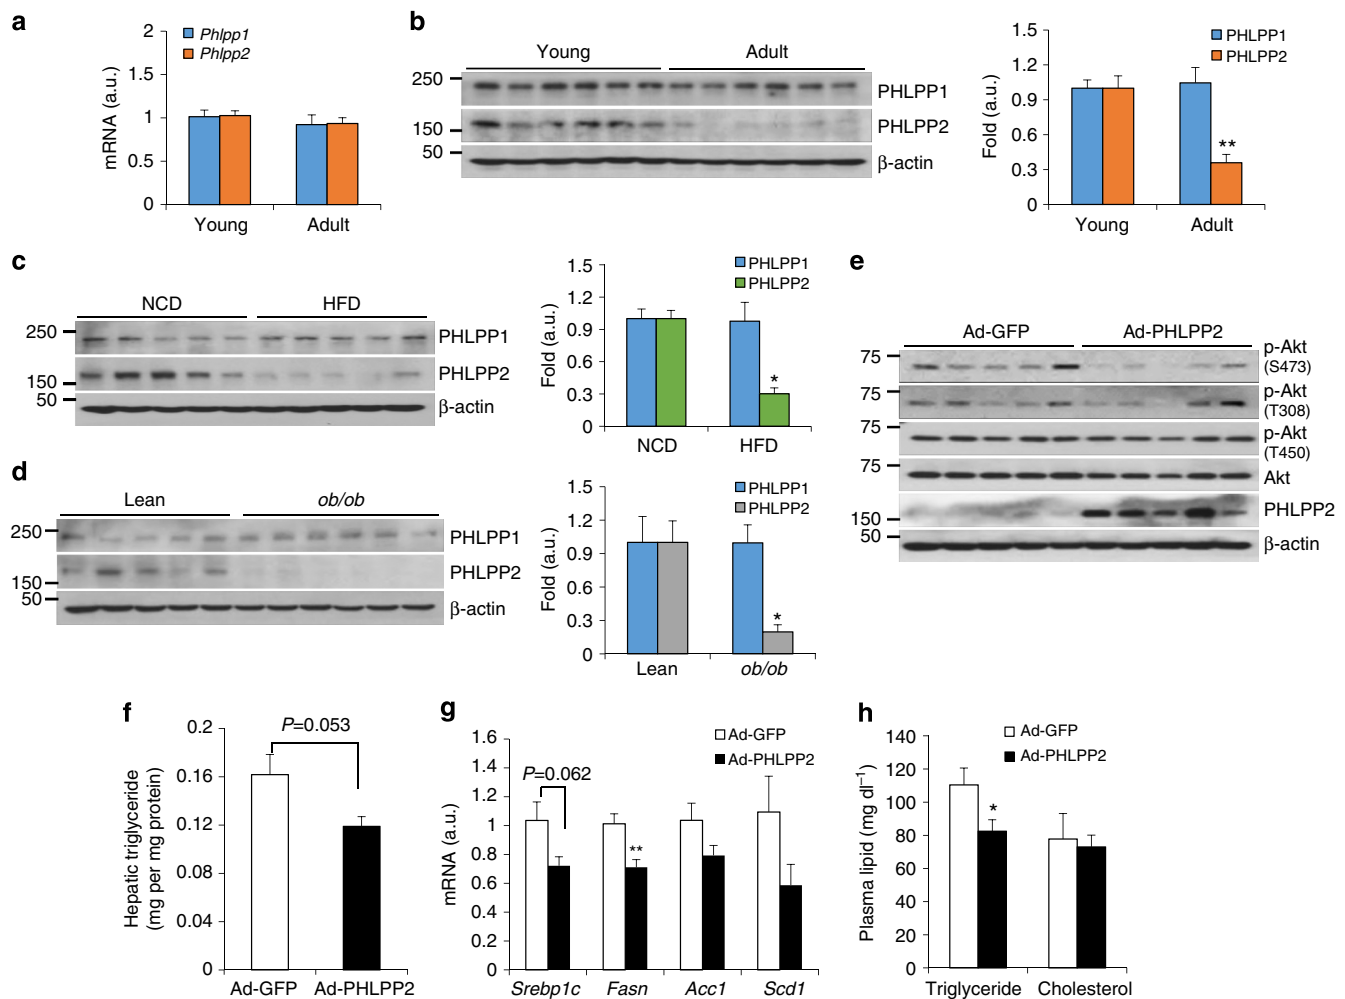 a
2
1.5
1
0.5
0
mRNA (a.u.)
Phlpp1
Phlpp2
Young
Adult
b
Young
Adult
250
150
50
PHLPP1
PHLPP2
β-actin
1.5
1.2
0.9
0.6
0.3
0
Fold (a.u.)
PHLPP1
PHLPP2
**
Young
Adult
c
NCD
HFD
250
150
50
PHLPP1
PHLPP2
β-actin
1.5
1.2
0.9
0.6
0.3
0
Fold (a.u.)
PHLPP1
PHLPP2
*
NCD
HFD
d
Lean
ob/ob
250
150
50
PHLPP1
PHLPP2
β-actin
1.5
1.2
0.9
0.6
0.3
0
Fold (a.u.)
PHLPP1
PHLPP2
*
Lean
ob/ob
e
Ad-GFP
Ad-PHLPP2
75
75
75
75
150
50
p-Akt
(S473)
p-Akt
(T308)
p-Akt
(T450)
Akt
PHLPP2
β-actin
f
0.2
0.16
0.12
0.08
0.04
0
Hepatic triglyceride
(mg per mg protein)
P=0.053
Ad-GFP
Ad-PHLPP2
g
1.6
1.4
1.2
1
0.8
0.6
0.4
0.2
0
mRNA (a.u.)
Ad-GFP
Ad-PHLPP2
P=0.062
**
Srebp1c
Fasn
Acc1
Scd1
h
140
120
100
80
60
40
20
0
Plasma lipid (mg dl⁻¹)
Ad-GFP
Ad-PHLPP2
*
Triglyceride
Cholesterol